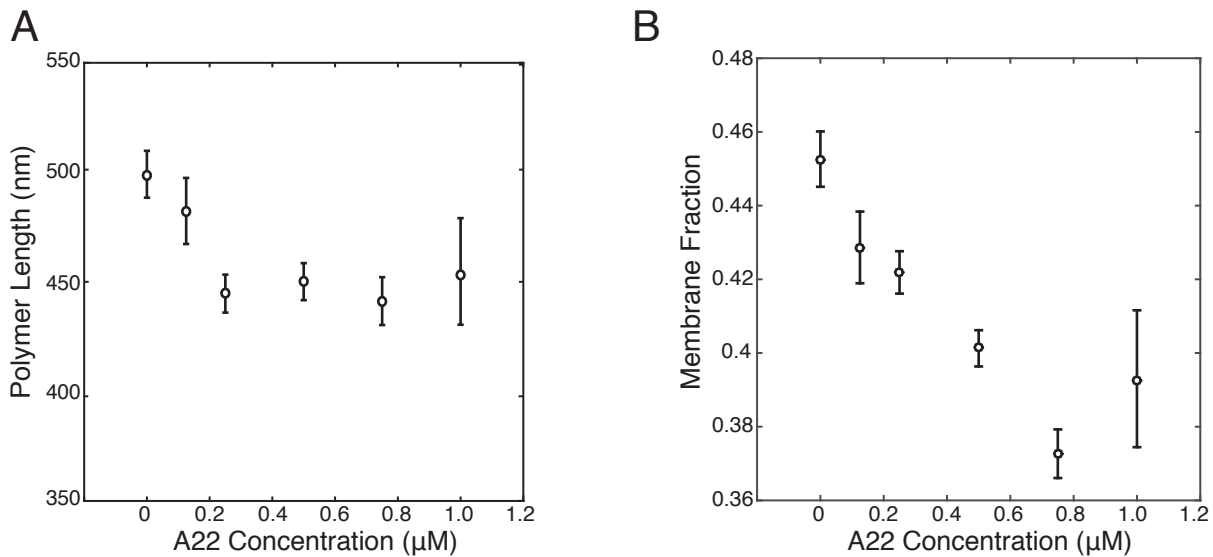 A
550
500
450
400
350
Polymer Length (nm)
0 0.2 0.4 0.6 0.8 1.0 1.2
A22 Concentration (μM)
B
0.48
0.46
0.44
0.42
0.4
0.38
0.36
Membrane Fraction
0 0.2 0.4 0.6 0.8 1.0 1.2
A22 Concentration (μM)